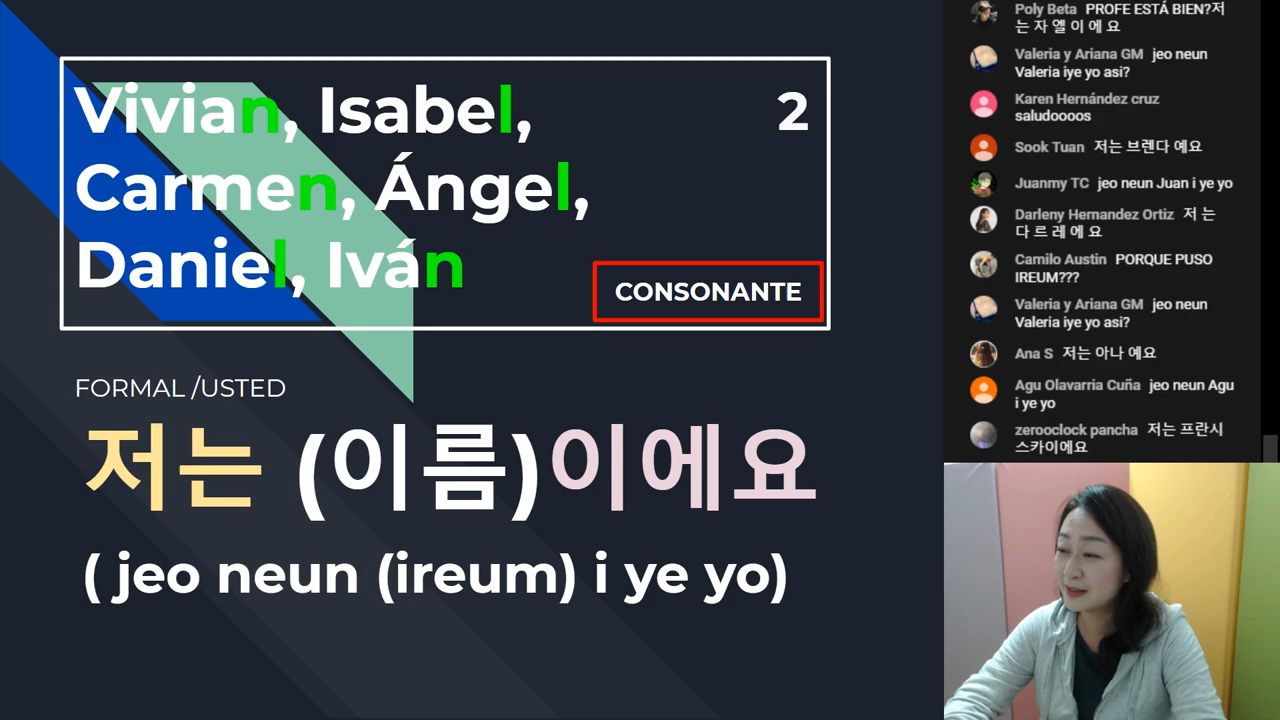 Vivian, Isabel,
Carmen, Ángel,
Daniel, Iván
2
CONSONANTE
FORMAL /USTED
저는 (이름)이에요
( jeo neun (ireum) i ye yo)
Poly Beta PROFE ESTÁ BIEN?저
는 자 엘 이 에 요
Valeria y Ariana GM jeo neun
Valeria iye yo asi?
Karen Hernández cruz
saludoooos
Sook Tuan 저는 브렌다 예요
Juanmy TC jeo neun Juan i ye yo
Darleny Hernandez Ortiz 저 는
다 르 레 에 요
Camilo Austin PORQUE PUSO
IREUM???
Valeria y Ariana GM jeo neun
Valeria iye yo asi?
Ana S 저는 아나 예요
Agu Olavarria Cuña jeo neun Agu
i ye yo
zerooclock pancha 저는 프란시
스카이에요